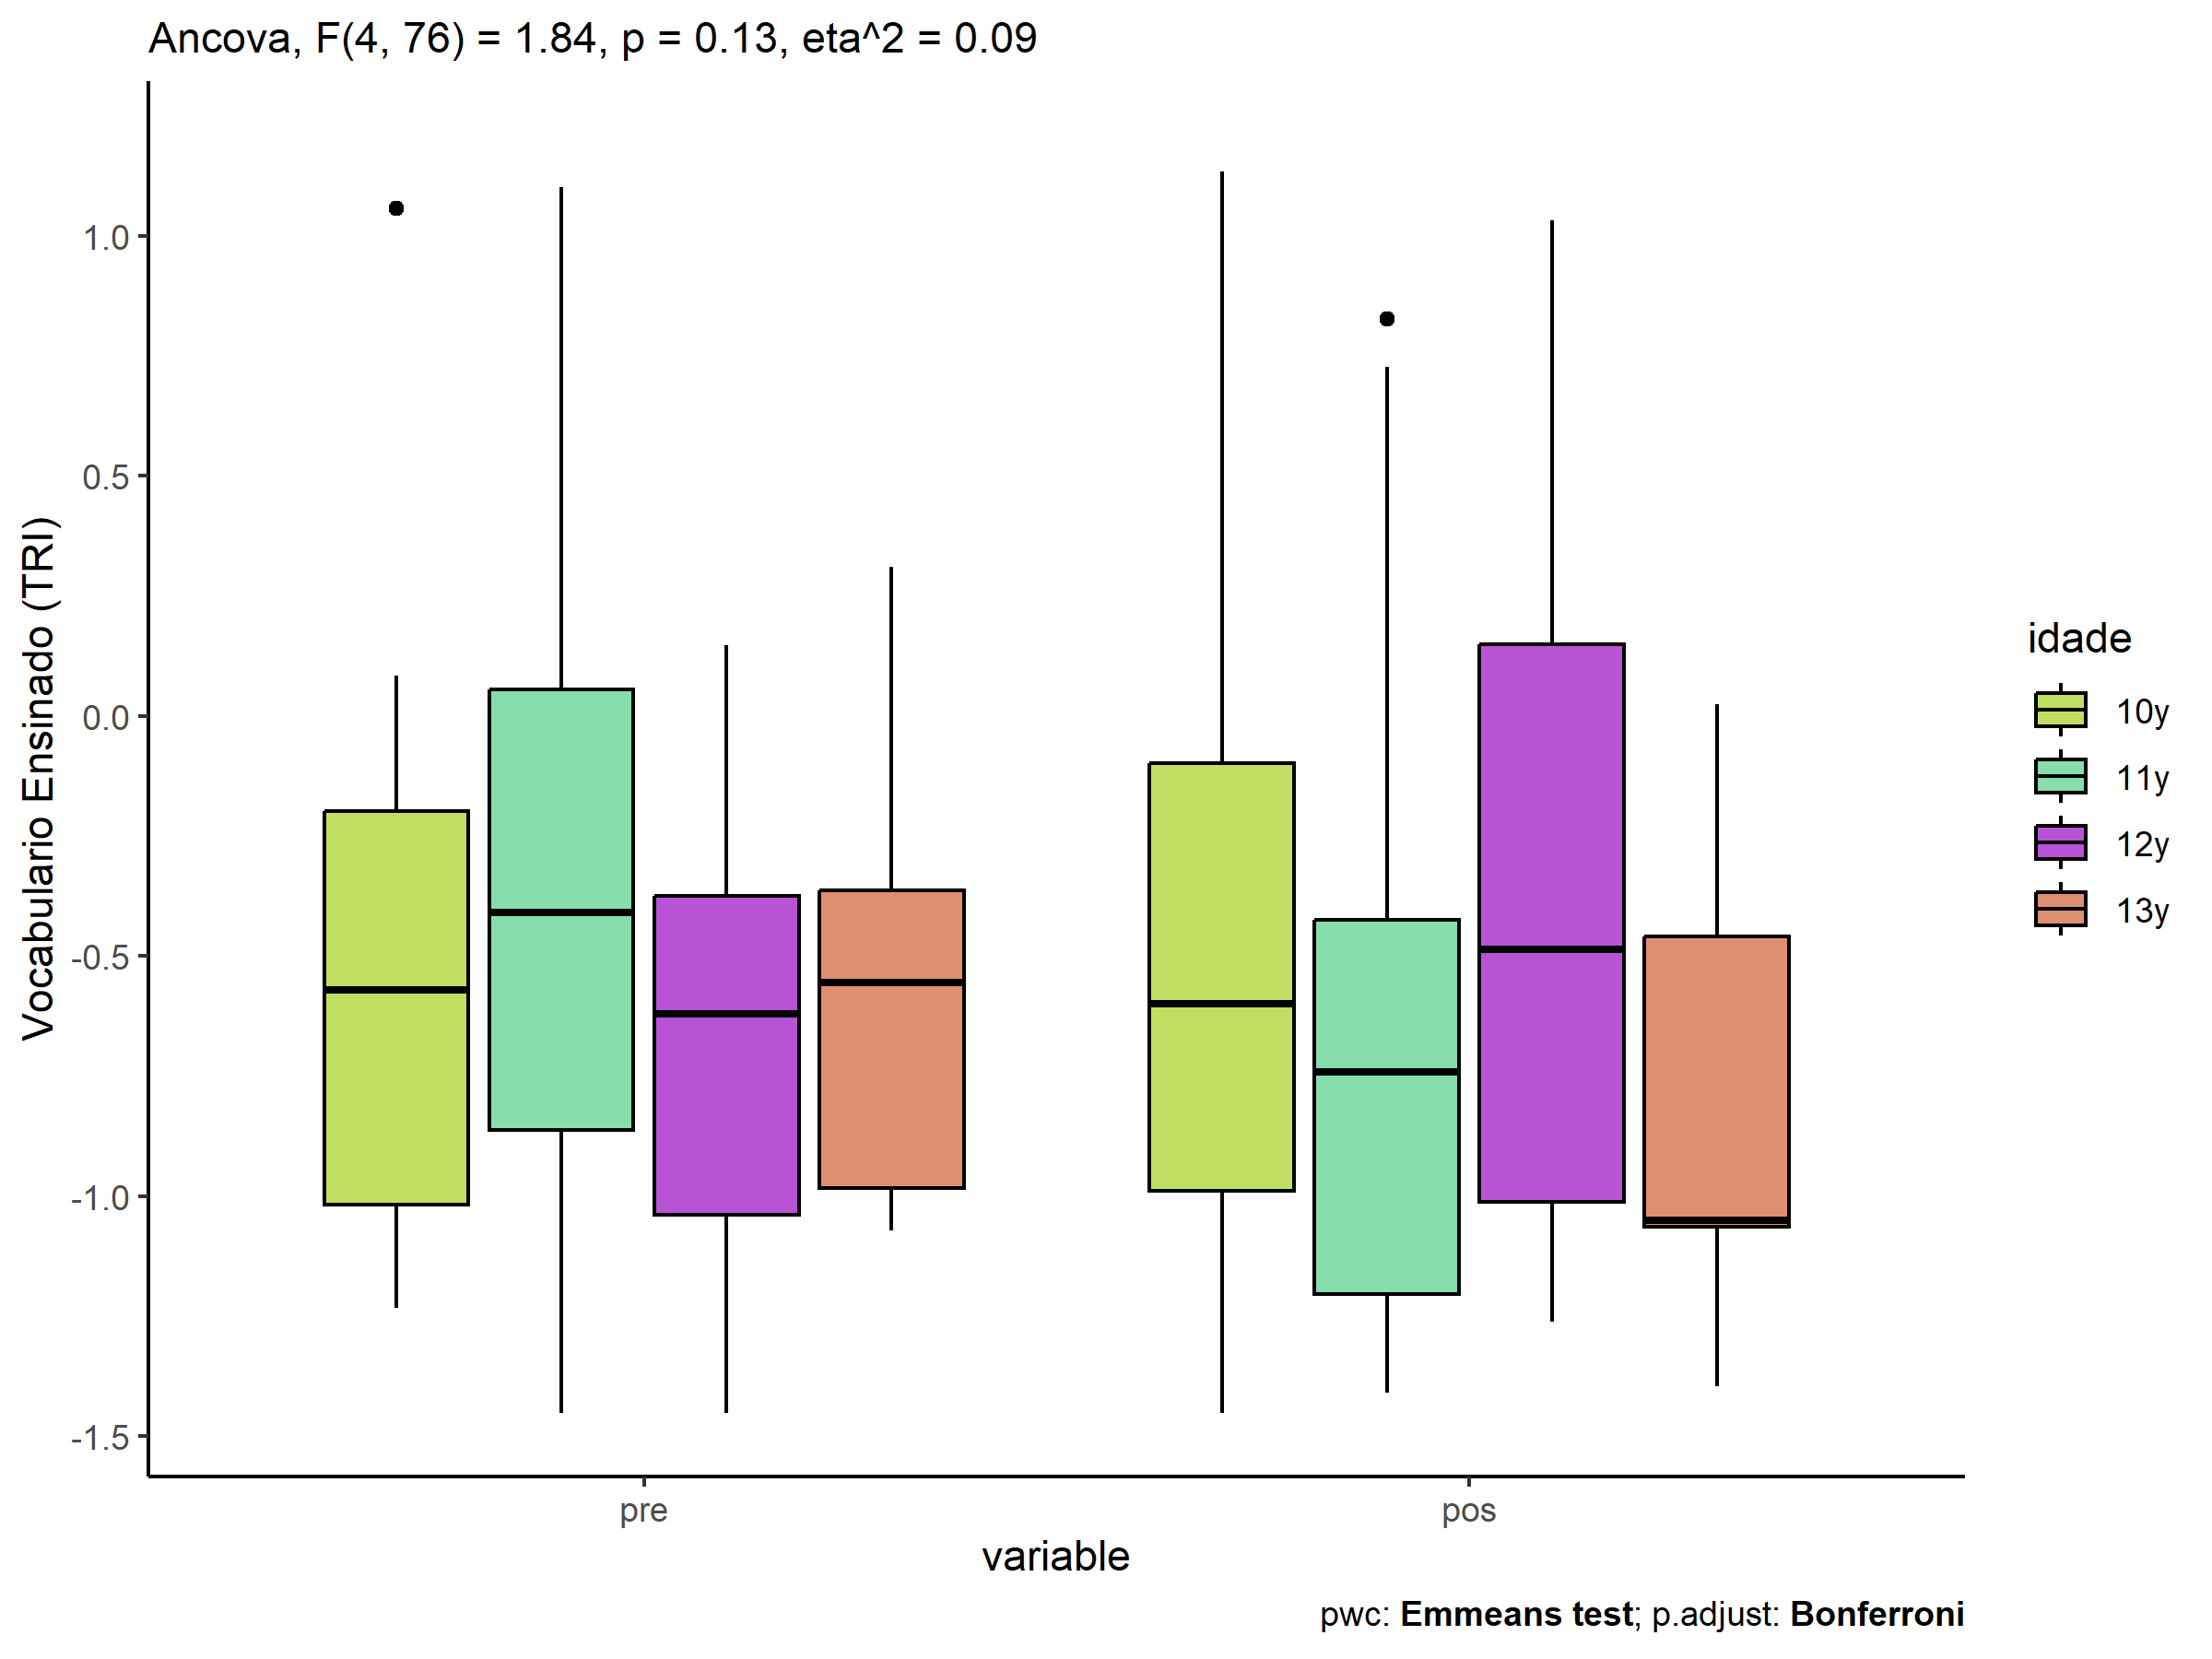 Ancova, F(4, 76) = 1.84, p = 0.13, eta^2 = 0.09
Vocabulario Ensinado (TRI)
1.0
0.5
0.0
-0.5
-1.0
-1.5
pre
pos
variable
idade
10y
11y
12y
13y
pwc: Emmeans test; p.adjust: Bonferroni